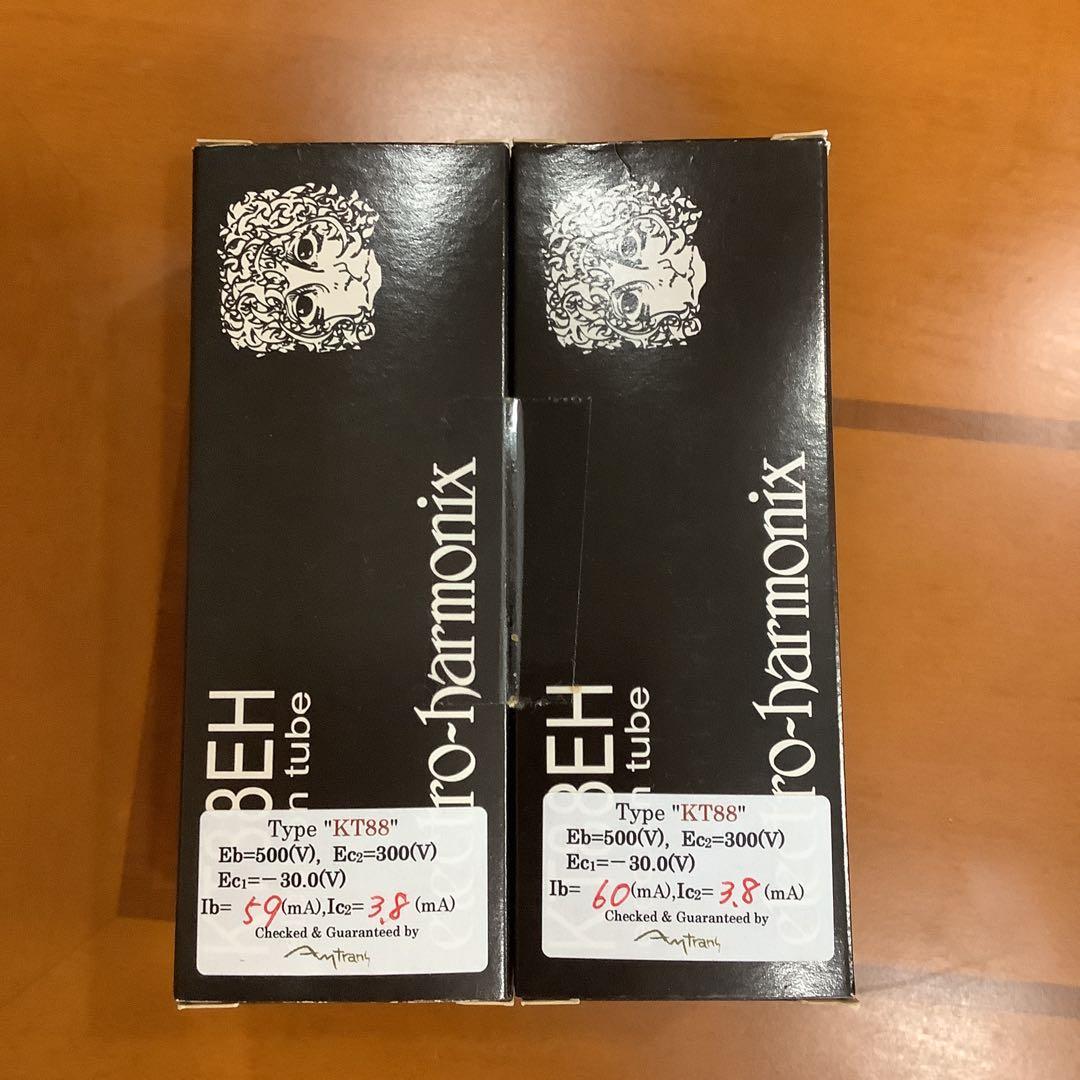 8EH
n tube
ro~harmonix
Type "KT88"
Eb=500(V), Ec2=300(V)
Ec1=−30.0(V)
Ib= 59(mA),Ic2= 3.8 (mA)
Checked & Guaranteed by
Amtrans
8EH
n tube
ro~harmonix
Type "KT88"
Eb=500(V), Ec2=300(V)
Ec1=−30.0(V)
Ib= 60(mA),Ic2= 3.8 (mA)
Checked & Guaranteed by
Amtrans